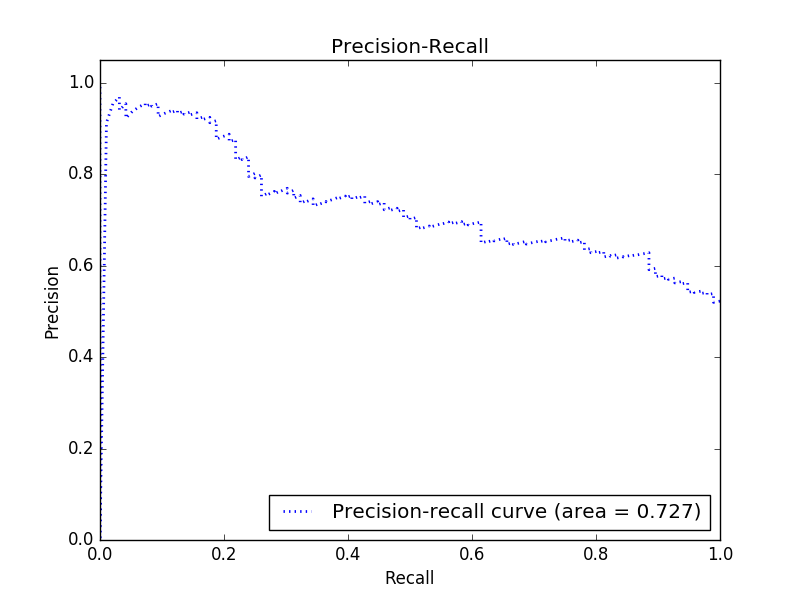 Precision-Recall
1.0
0.8
0.6
0.4
0.2
0.0
Precision
0.0 0.2 0.4 0.6 0.8 1.0
Recall
Precision-recall curve (area = 0.727)